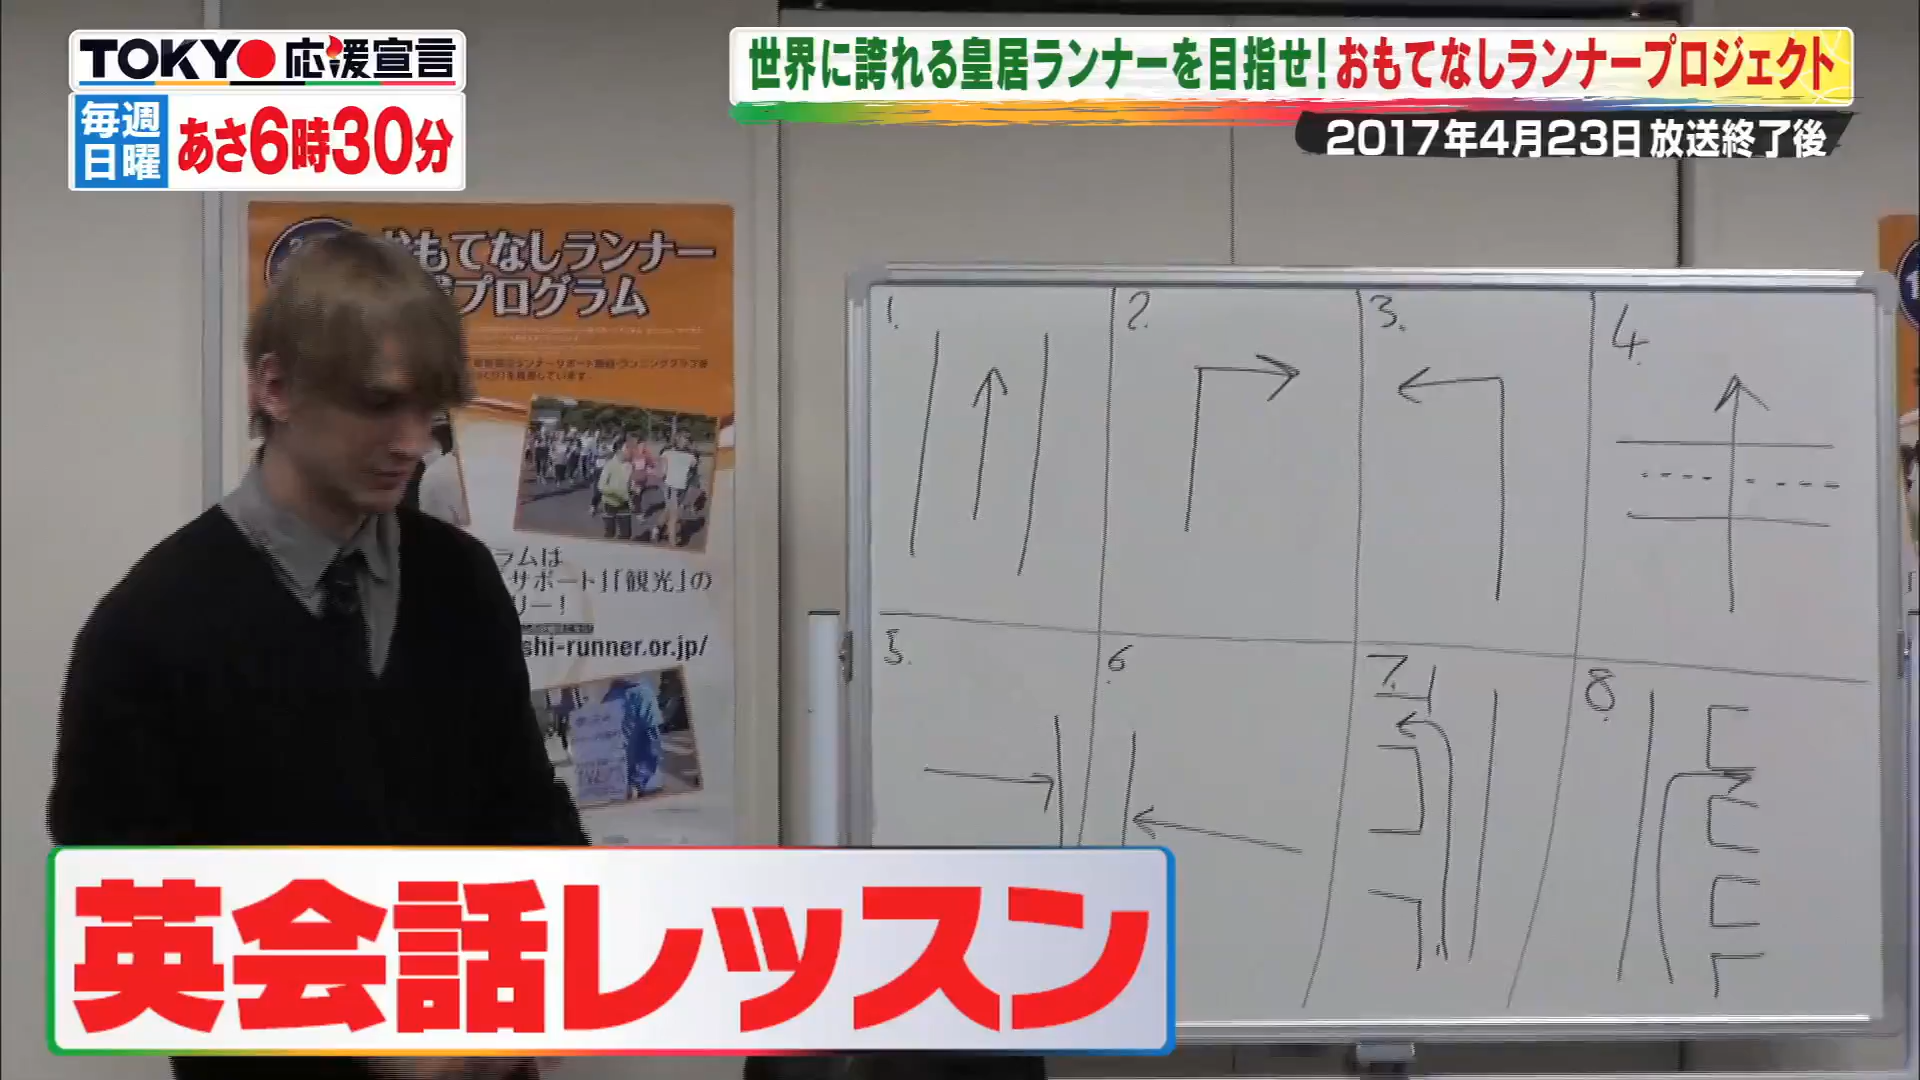 TOKYO応援宣言
毎週
日曜
あさ6時30分
世界に誇れる皇居ランナーを目指せ!おもてなしランナープロジェクト
2017年4月23日 放送終了後
もてなしランナー
プログラム
ラムは
サポート」「観光」の
リー!
shi-runner.or.jp/
1.
2.
3.
4.
5.
6.
7.
8.
英会話レッスン